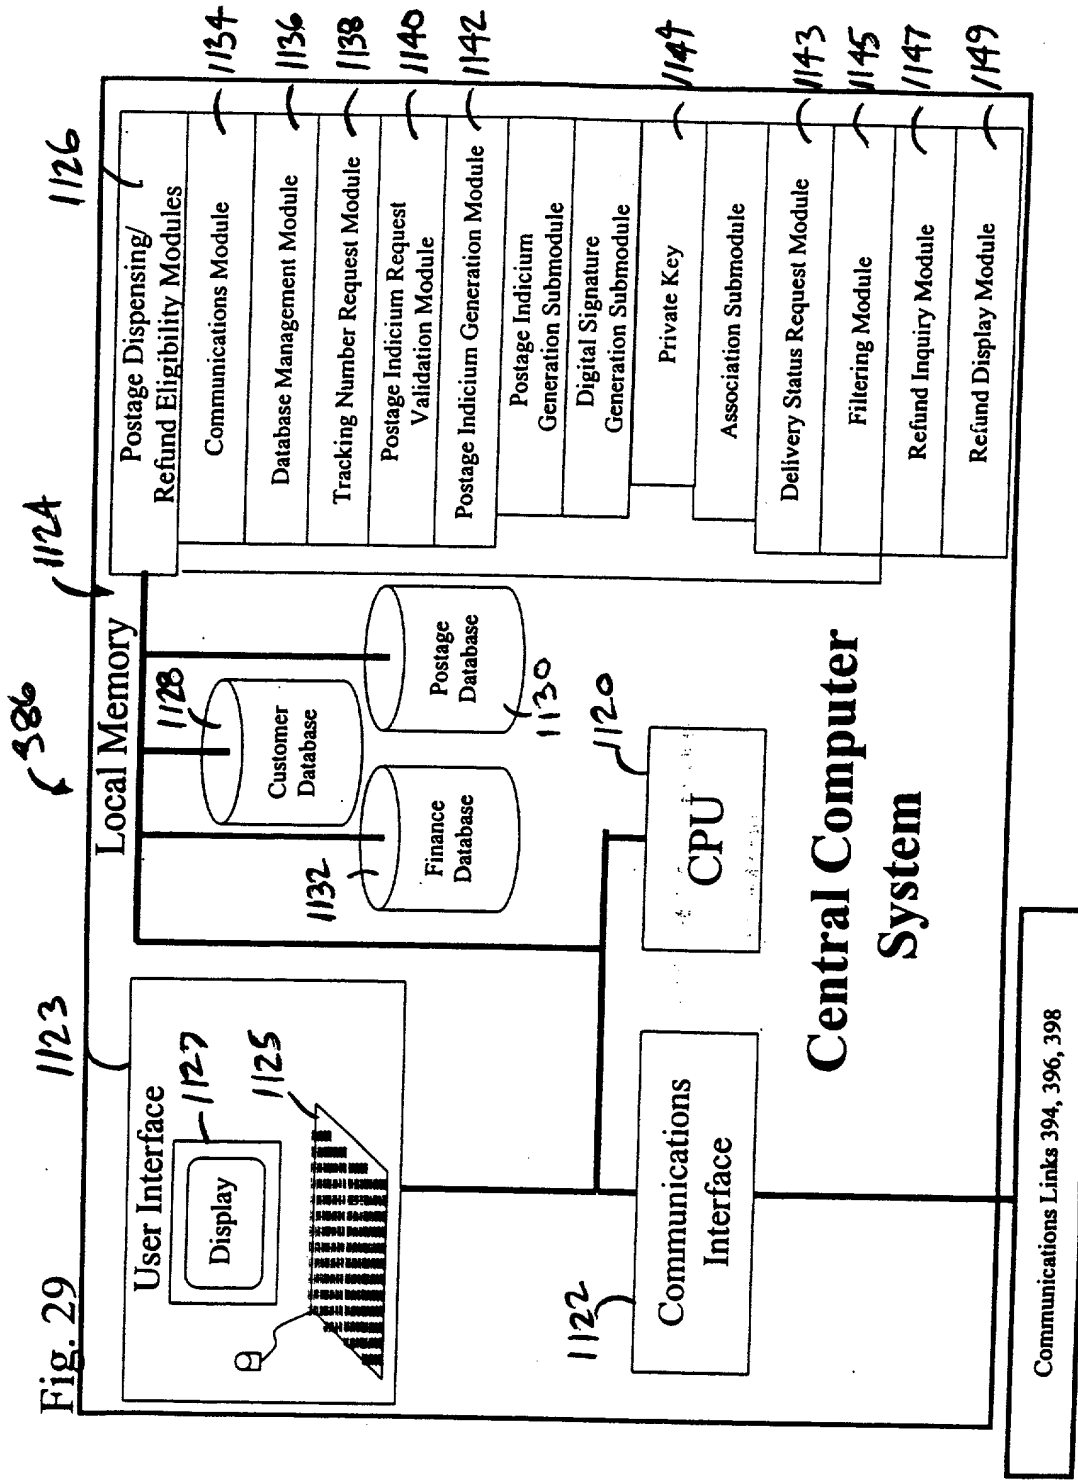 Fig. 29
1123
386
1124
1126
User Interface
1127
Display
1125
Local Memory
1128
Customer
Database
1132
Finance
Database
Postage
Database
1130
1120
CPU
1122
Communications
Interface
Central Computer
System
Communications Links 394, 396, 398
Postage Dispensing/
Refund Eligibility Modules
Communications Module
1134
Database Management Module
1136
Tracking Number Request Module
1138
Postage Indicium Request
Validation Module
1140
Postage Indicium Generation Module
1142
Postage Indicium
Generation Submodule
Digital Signature
Generation Submodule
Private Key
1144
Association Submodule
Delivery Status Request Module
1143
Filtering Module
1145
Refund Inquiry Module
1147
Refund Display Module
1149